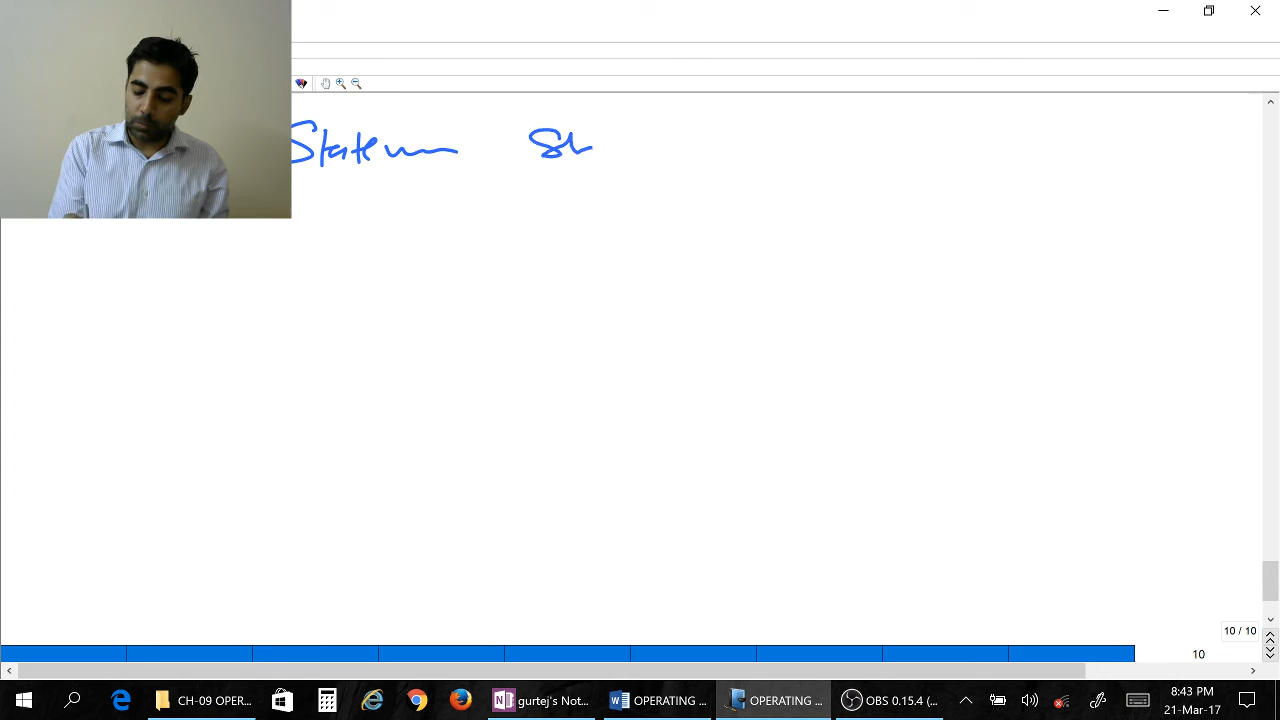 Statem Sh
10 / 10
10
CH-09 OPER...
gurtej's Not...
OPERATING ...
OPERATING ...
OBS 0.15.4 (...
8:43 PM
21-Mar-17